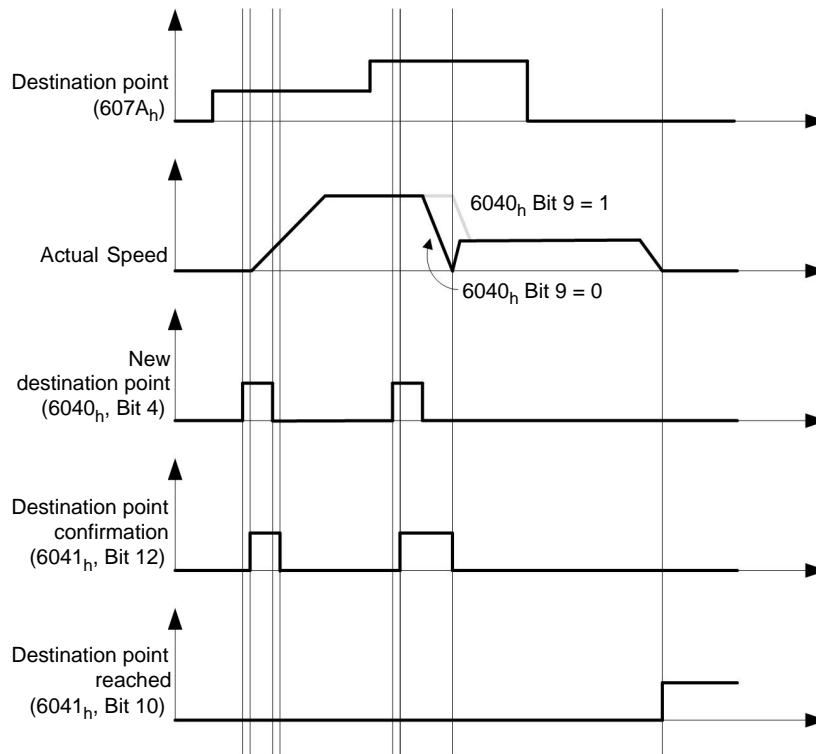 Destination point
(607Ah)
Actual Speed
6040h Bit 9 = 1
6040h Bit 9 = 0
New
destination point
(6040h, Bit 4)
Destination point
confirmation
(6041h, Bit 12)
Destination point
reached
(6041h, Bit 10)